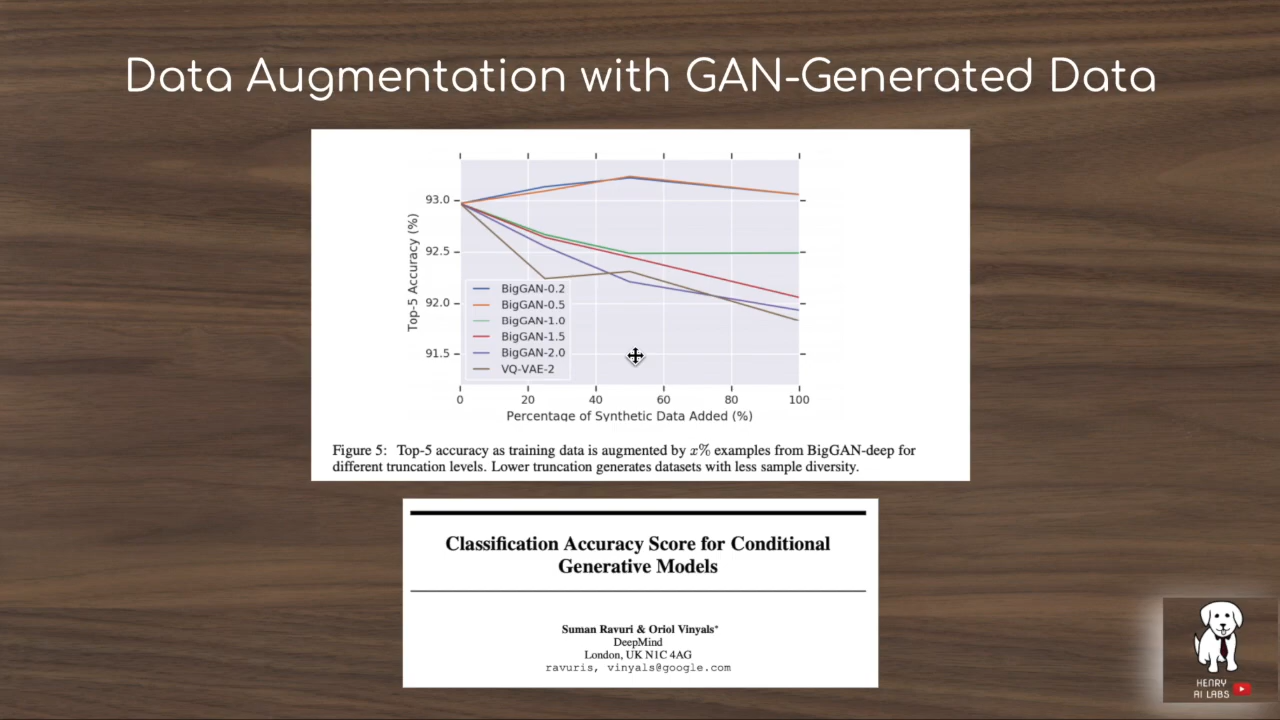 Data Augmentation with GAN-Generated Data
93.0
92.5
92.0
91.5
Top-5 Accuracy (%)
BigGAN-0.2
BigGAN-0.5
BigGAN-1.0
BigGAN-1.5
BigGAN-2.0
VQ-VAE-2
0 20 40 60 80 100
Percentage of Synthetic Data Added (%)
Figure 5: Top-5 accuracy as training data is augmented by x% examples from BigGAN-deep for
different truncation levels. Lower truncation generates datasets with less sample diversity.
Classification Accuracy Score for Conditional
Generative Models
Suman Ravuri & Oriol Vinyals*
DeepMind
London, UK N1C 4AG
ravuris, vinyals@google.com
HENRY
AI LABS